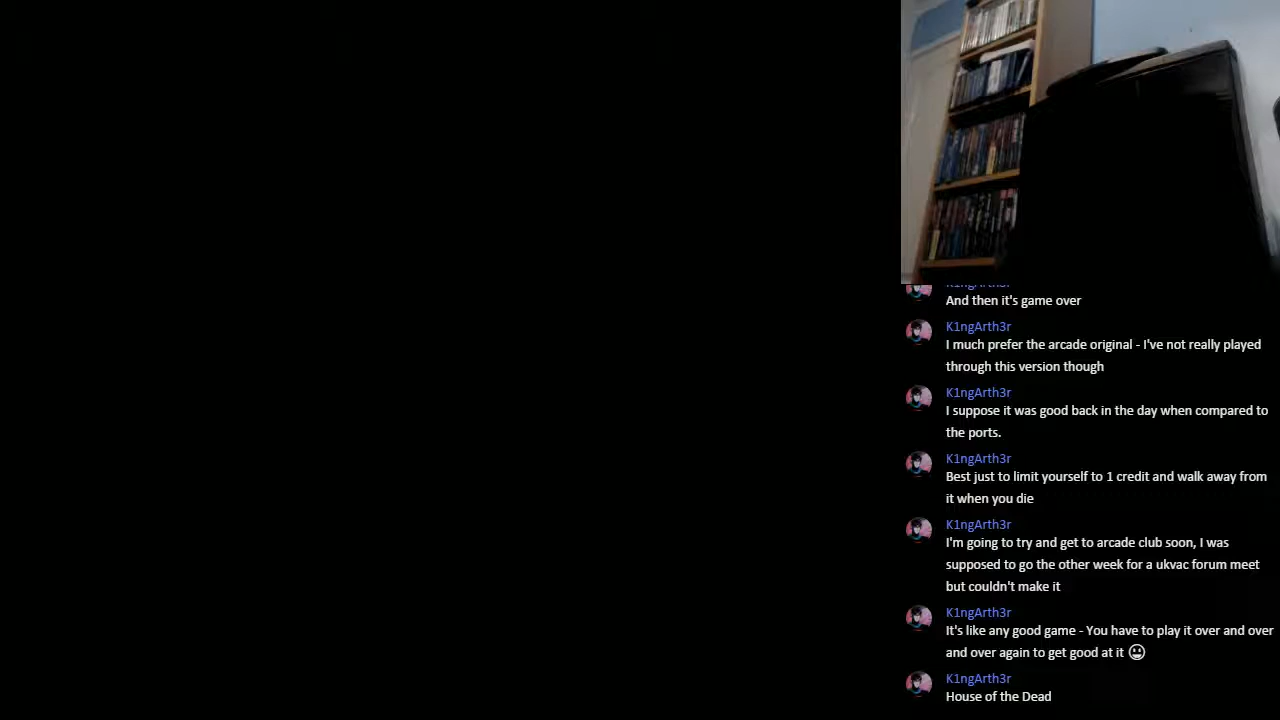 K1ngArth3r
And then it's game over
K1ngArth3r
I much prefer the arcade original - I've not really played
through this version though
K1ngArth3r
I suppose it was good back in the day when compared to
the ports.
K1ngArth3r
Best just to limit yourself to 1 credit and walk away from
it when you die
K1ngArth3r
I'm going to try and get to arcade club soon, I was
supposed to go the other week for a ukvac forum meet
but couldn't make it
K1ngArth3r
It's like any good game - You have to play it over and over
and over again to get good at it 😃
K1ngArth3r
House of the Dead